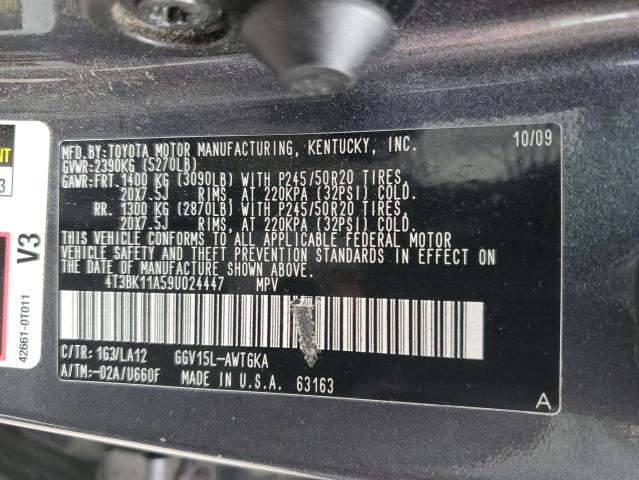 MFD.BY:TOYOTA MOTOR MANUFACTURING, KENTUCKY, INC. 10/09
GVWR:2390KG (5270LB)
GAWR:FRT.1400 KG (3090LB) WITH P245/50R20 TIRES,
20X7.5J RIMS, AT 220KPA (32PSI) COLD.
RR. 1300 KG (2870LB) WITH P245/50R20 TIRES,
20X7.5J RIMS, AT 220KPA (32PSI) COLD.
THIS VEHICLE CONFORMS TO ALL APPLICABLE FEDERAL MOTOR
VEHICLE SAFETY AND THEFT PREVENTION STANDARDS IN EFFECT ON
THE DATE OF MANUFACTURE SHOWN ABOVE.
4T3BK11A59U024447 MPV
C/TR: 1G3/LA12 GGV15L-AWTGKA
A/TM:-02A/U660F MADE IN U.S.A. 63163
A
NT
3
V3
42661-0T011